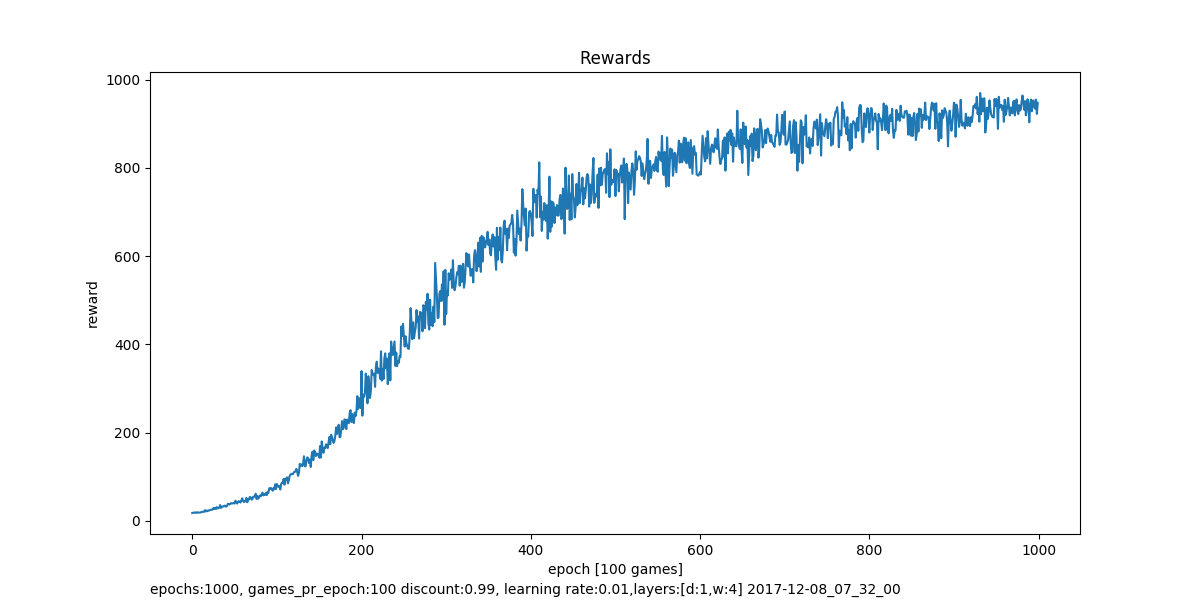 Rewards
1000
800
600
400
200
0
reward
0 200 400 600 800 1000
epoch [100 games]
epochs:1000, games_pr_epoch:100 discount:0.99, learning rate:0.01,layers:[d:1,w:4] 2017-12-08_07_32_00